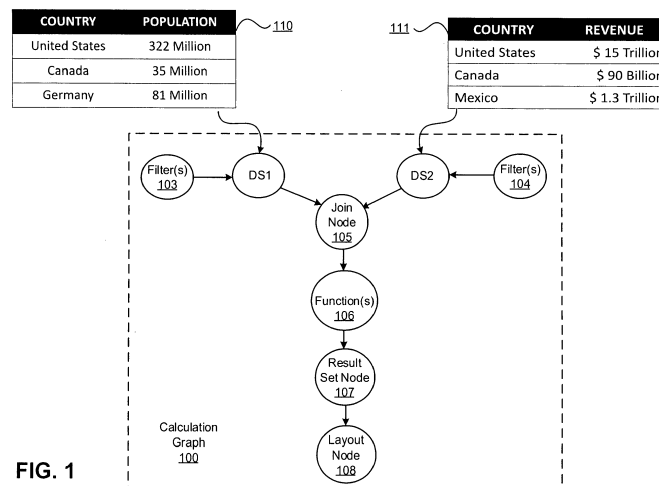 COUNTRY POPULATION
United States 322 Million
Canada 35 Million
Germany 81 Million
110
111
COUNTRY REVENUE
United States $ 15 Trillion
Canada $ 90 Billion
Mexico $ 1.3 Trillion
Filter(s)
103
DS1
DS2
Filter(s)
104
Join
Node
105
Function(s)
106
Result
Set Node
107
Calculation
Graph
100
Layout
Node
108
FIG. 1